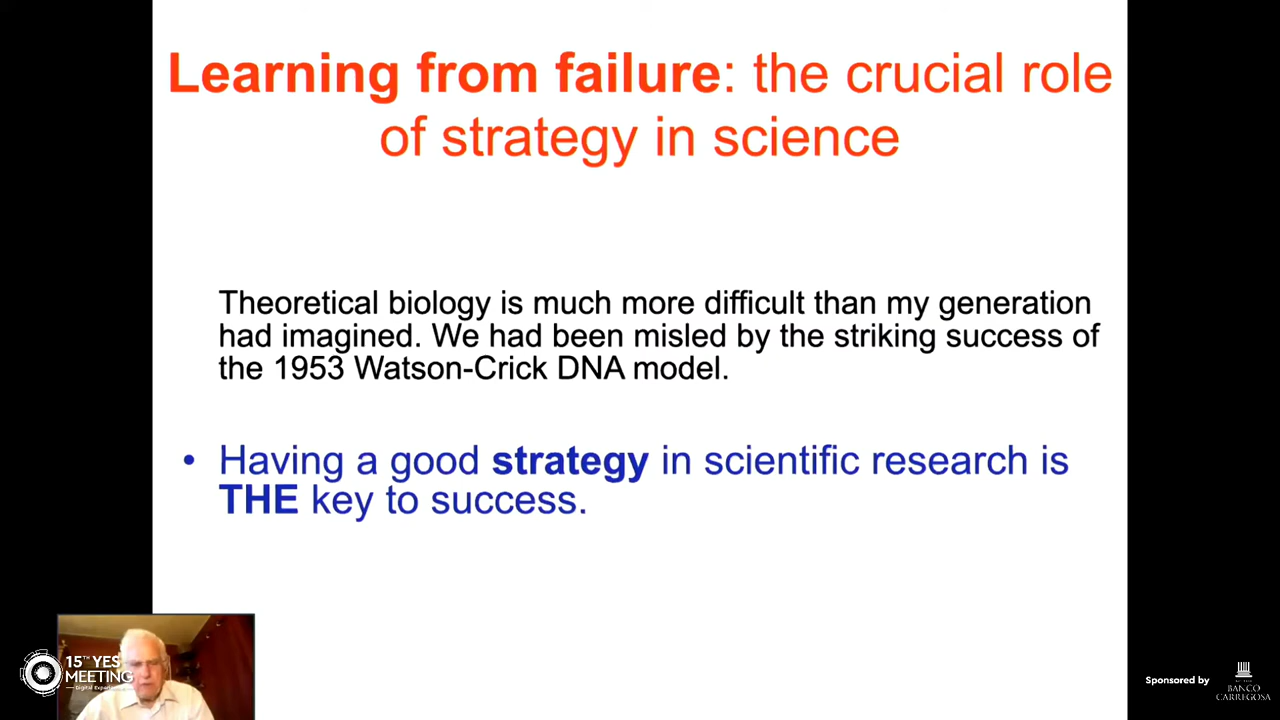 Learning from failure: the crucial role
of strategy in science
Theoretical biology is much more difficult than my generation
had imagined. We had been misled by the striking success of
the 1953 Watson-Crick DNA model.
• Having a good strategy in scientific research is
THE key to success.
15TH YES
MEETING
Sponsored by
BANCO
CARREGOSA